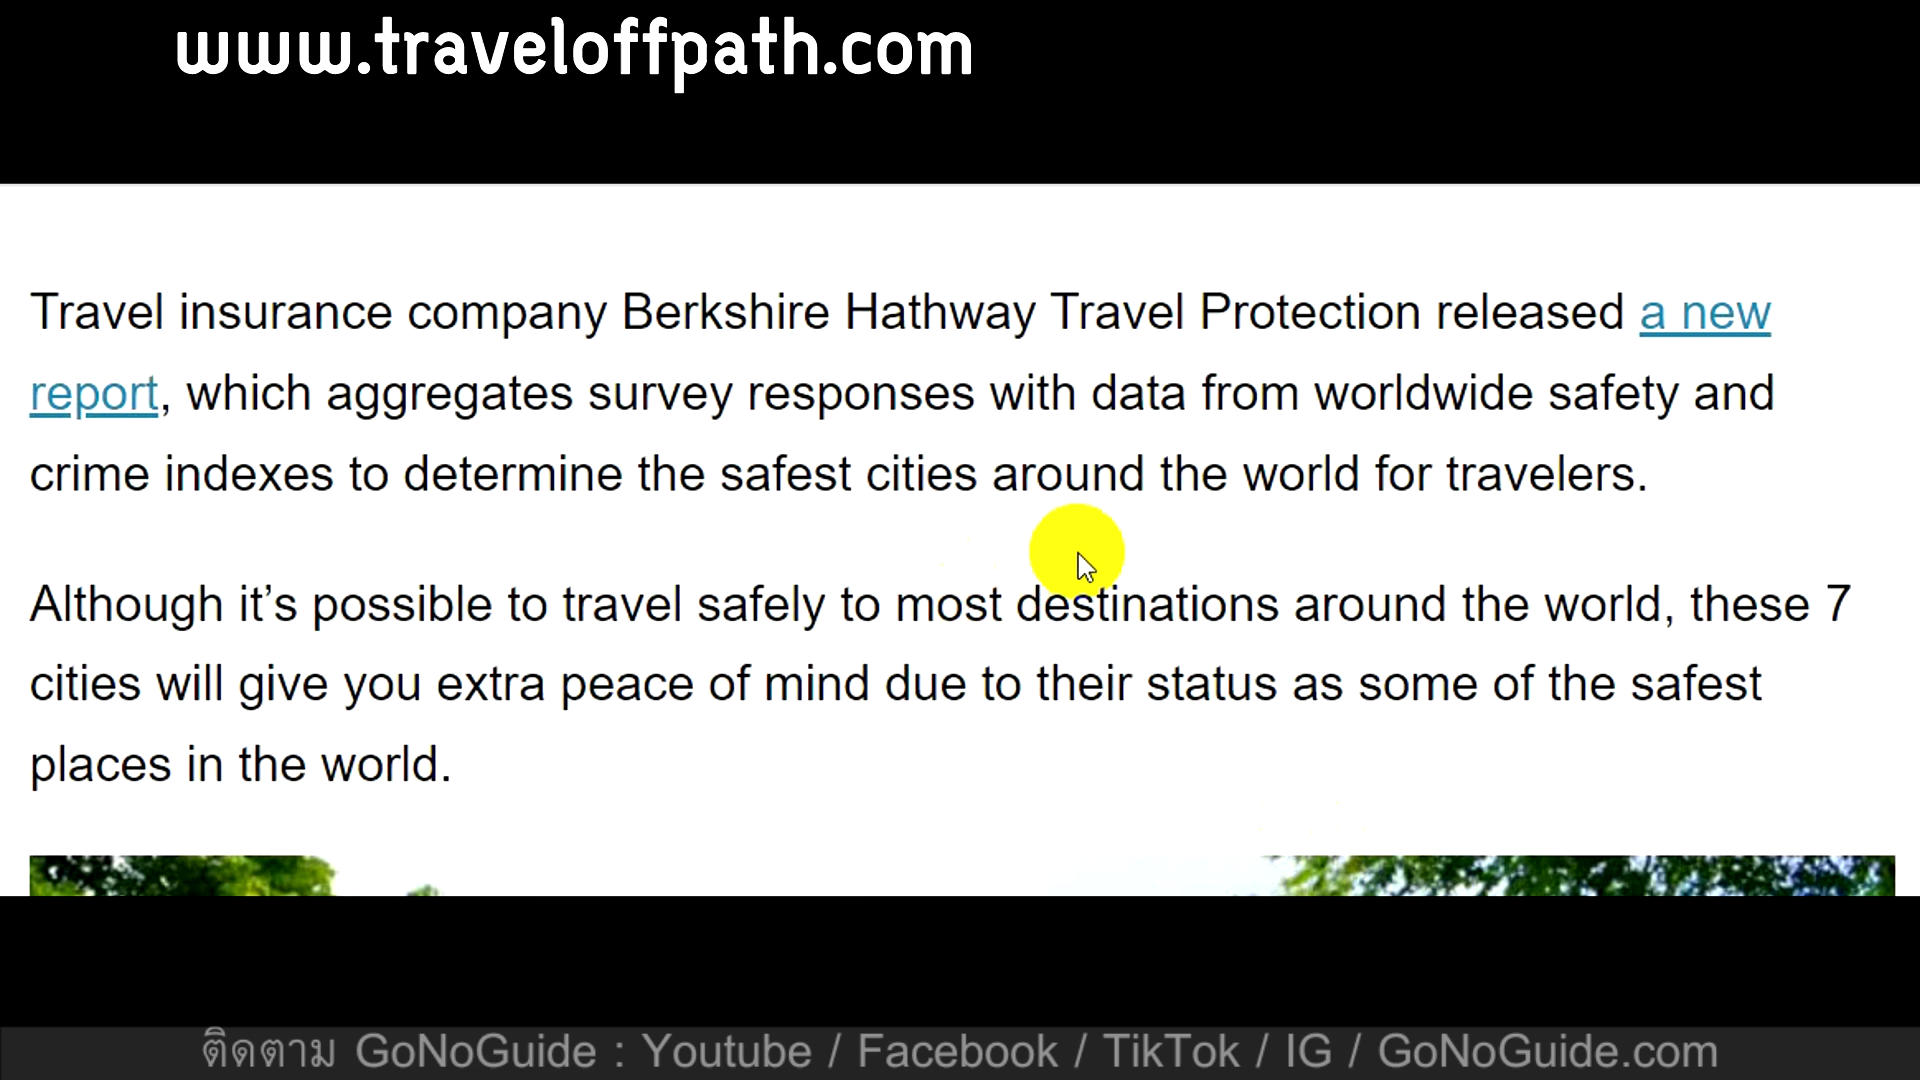 www.traveloffpath.com
Travel insurance company Berkshire Hathway Travel Protection released a new
report, which aggregates survey responses with data from worldwide safety and
crime indexes to determine the safest cities around the world for travelers.
Although it’s possible to travel safely to most destinations around the world, these 7
cities will give you extra peace of mind due to their status as some of the safest
places in the world.
ติดตาม GoNoGuide : Youtube / Facebook / TikTok / IG / GoNoGuide.com